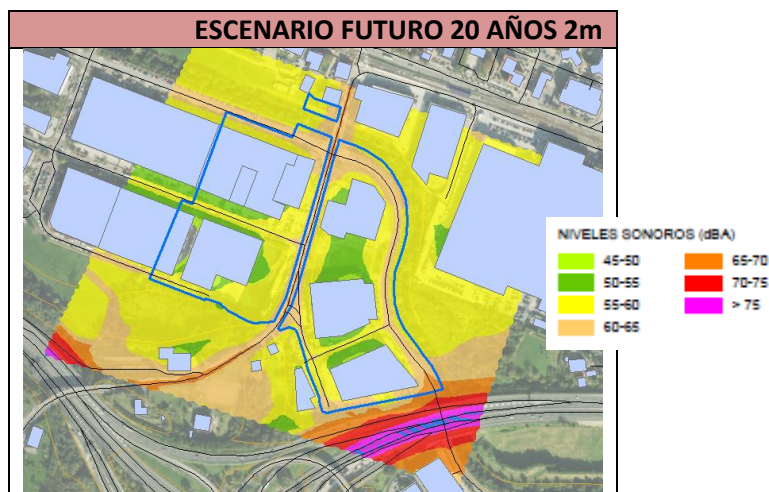 ESCENARIO FUTURO 20 AÑOS 2m
NIVELES SONOROS (dBA)
45-50 65-70
50-55 70-75
55-60 > 75
60-65